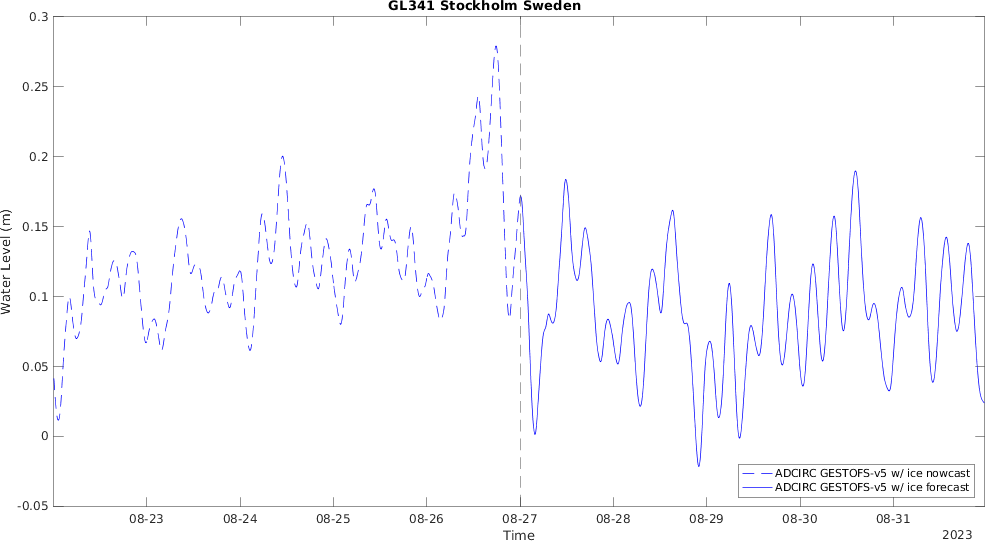 GL341 Stockholm Sweden
0.3
0.25
0.2
0.15
0.1
0.05
0
-0.05
Water Level (m)
08-23 08-24 08-25 08-26 08-27 08-28 08-29 08-30 08-31
Time
2023
ADCIRC GESTOFS-v5 w/ ice nowcast
ADCIRC GESTOFS-v5 w/ ice forecast